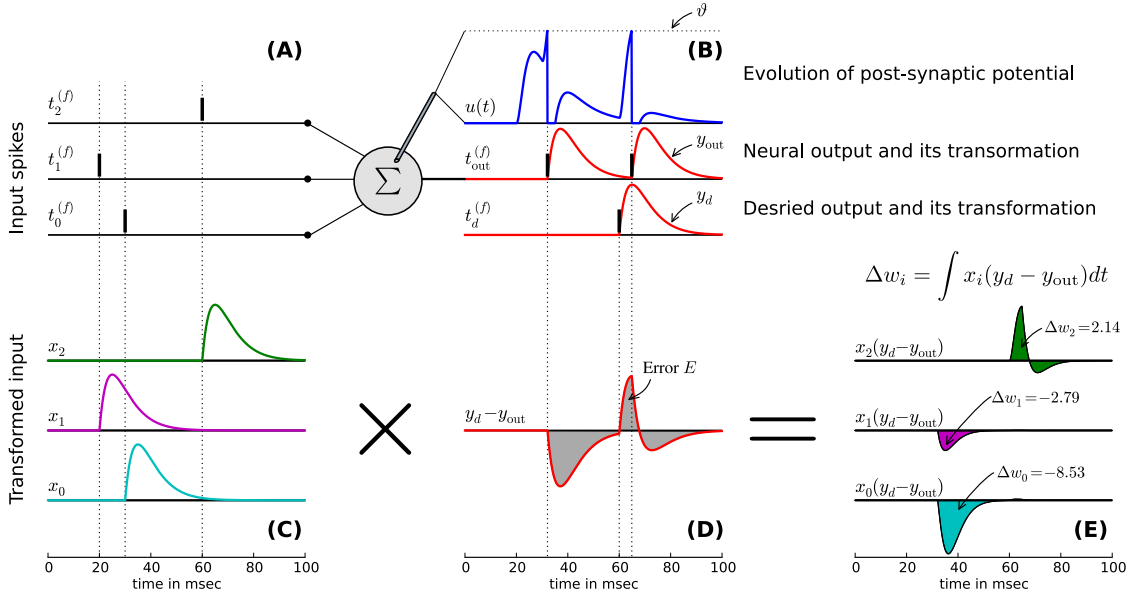 (A)
ϑ
(B)
Evolution of post-synaptic potential
Input spikes
t_2^{(f)}
u(t)
t_1^{(f)}
Σ
t_out^{(f)}
y_out
Neural output and its transormation
t_0^{(f)}
t_d^{(f)}
y_d
Desried output and its transformation
Δw_i = ∫ x_i(y_d − y_out)dt
Transformed input
x_2
x_2(y_d−y_out)
Δw_2=2.14
Error E
x_1
y_d−y_out
x_1(y_d−y_out)
Δw_1=−2.79
x_0
x_0(y_d−y_out)
Δw_0=−8.53
(C)
(D)
(E)
0 20 40 60 80 100
time in msec
0 20 40 60 80 100
time in msec
0 20 40 60 80 100
time in msec